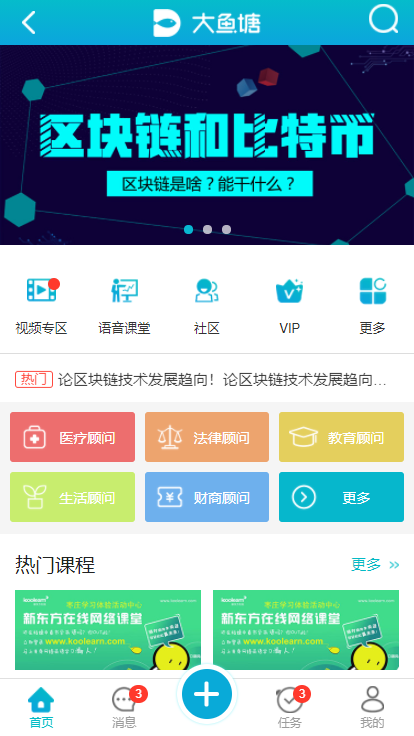 大鱼塘
区块链和比特币
区块链是啥？能干什么？
视频专区 语音课堂 社区 VIP 更多
热门 论区块链技术发展趋向！论区块链技术发展趋向...
医疗顾问 法律顾问 教育顾问
生活顾问 财商顾问 更多
热门课程 更多 »
koolearn 枣庄学习体验活动中心 koolearn 枣庄学习体验活动中心
新东方在线网络课堂 新东方在线网络课堂
www.koolearn.com www.koolearn.com
3 3
首页 消息 任务 我的